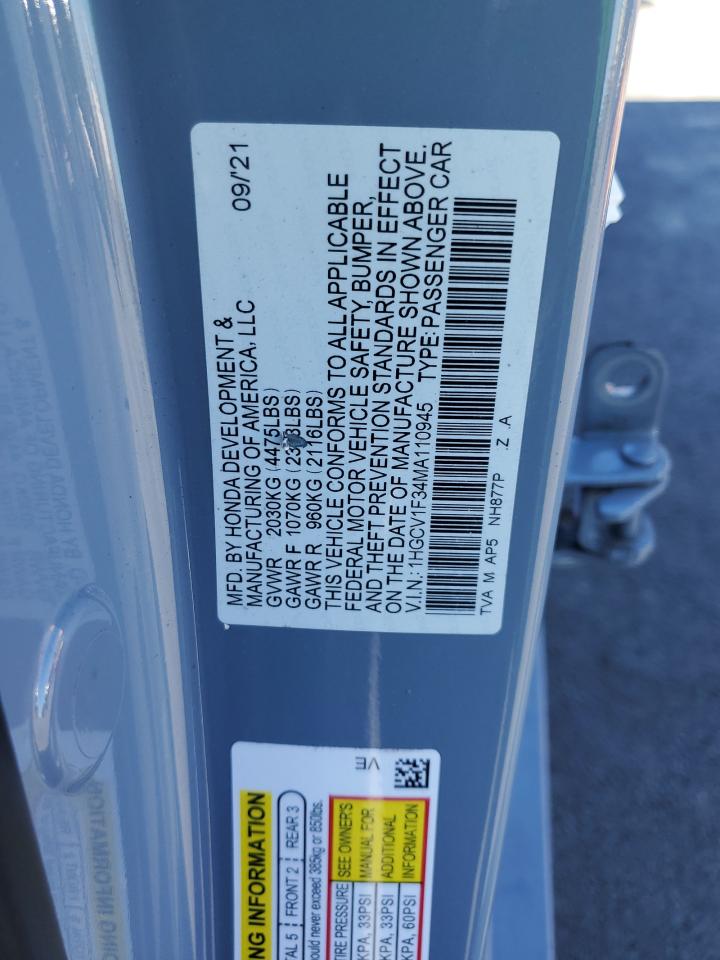 MFD. BY HONDA DEVELOPMENT & 09/'21
MANUFACTURING OF AMERICA, LLC
GVWR 2030KG (4475LBS)
GAWR F 1070KG LBS)
GAWR R 960KG (2116LBS)
THIS VEHICLE CONFORMS TO ALL APPLICABLE
FEDERAL MOTOR VEHICLE SAFETY, BUMPER,
AND THEFT PREVENTION STANDARDS IN EFFECT
ON THE DATE OF MANUFACTURE SHOWN ABOVE.
V.I.N.: 1HGCV1F34MA110945 TYPE: PASSENGER CAR
TVA M AP5 NH877P .Z .A
NG INFORMATION
TAL 5 FRONT 2 REAR 3
ould never exceed 385kg or 850lbs.
TIRE PRESSURE SEE OWNER'S
KPA, 33PSI MANUAL FOR
KPA, 33PSI ADDITIONAL
KPA, 60PSI INFORMATION
VE